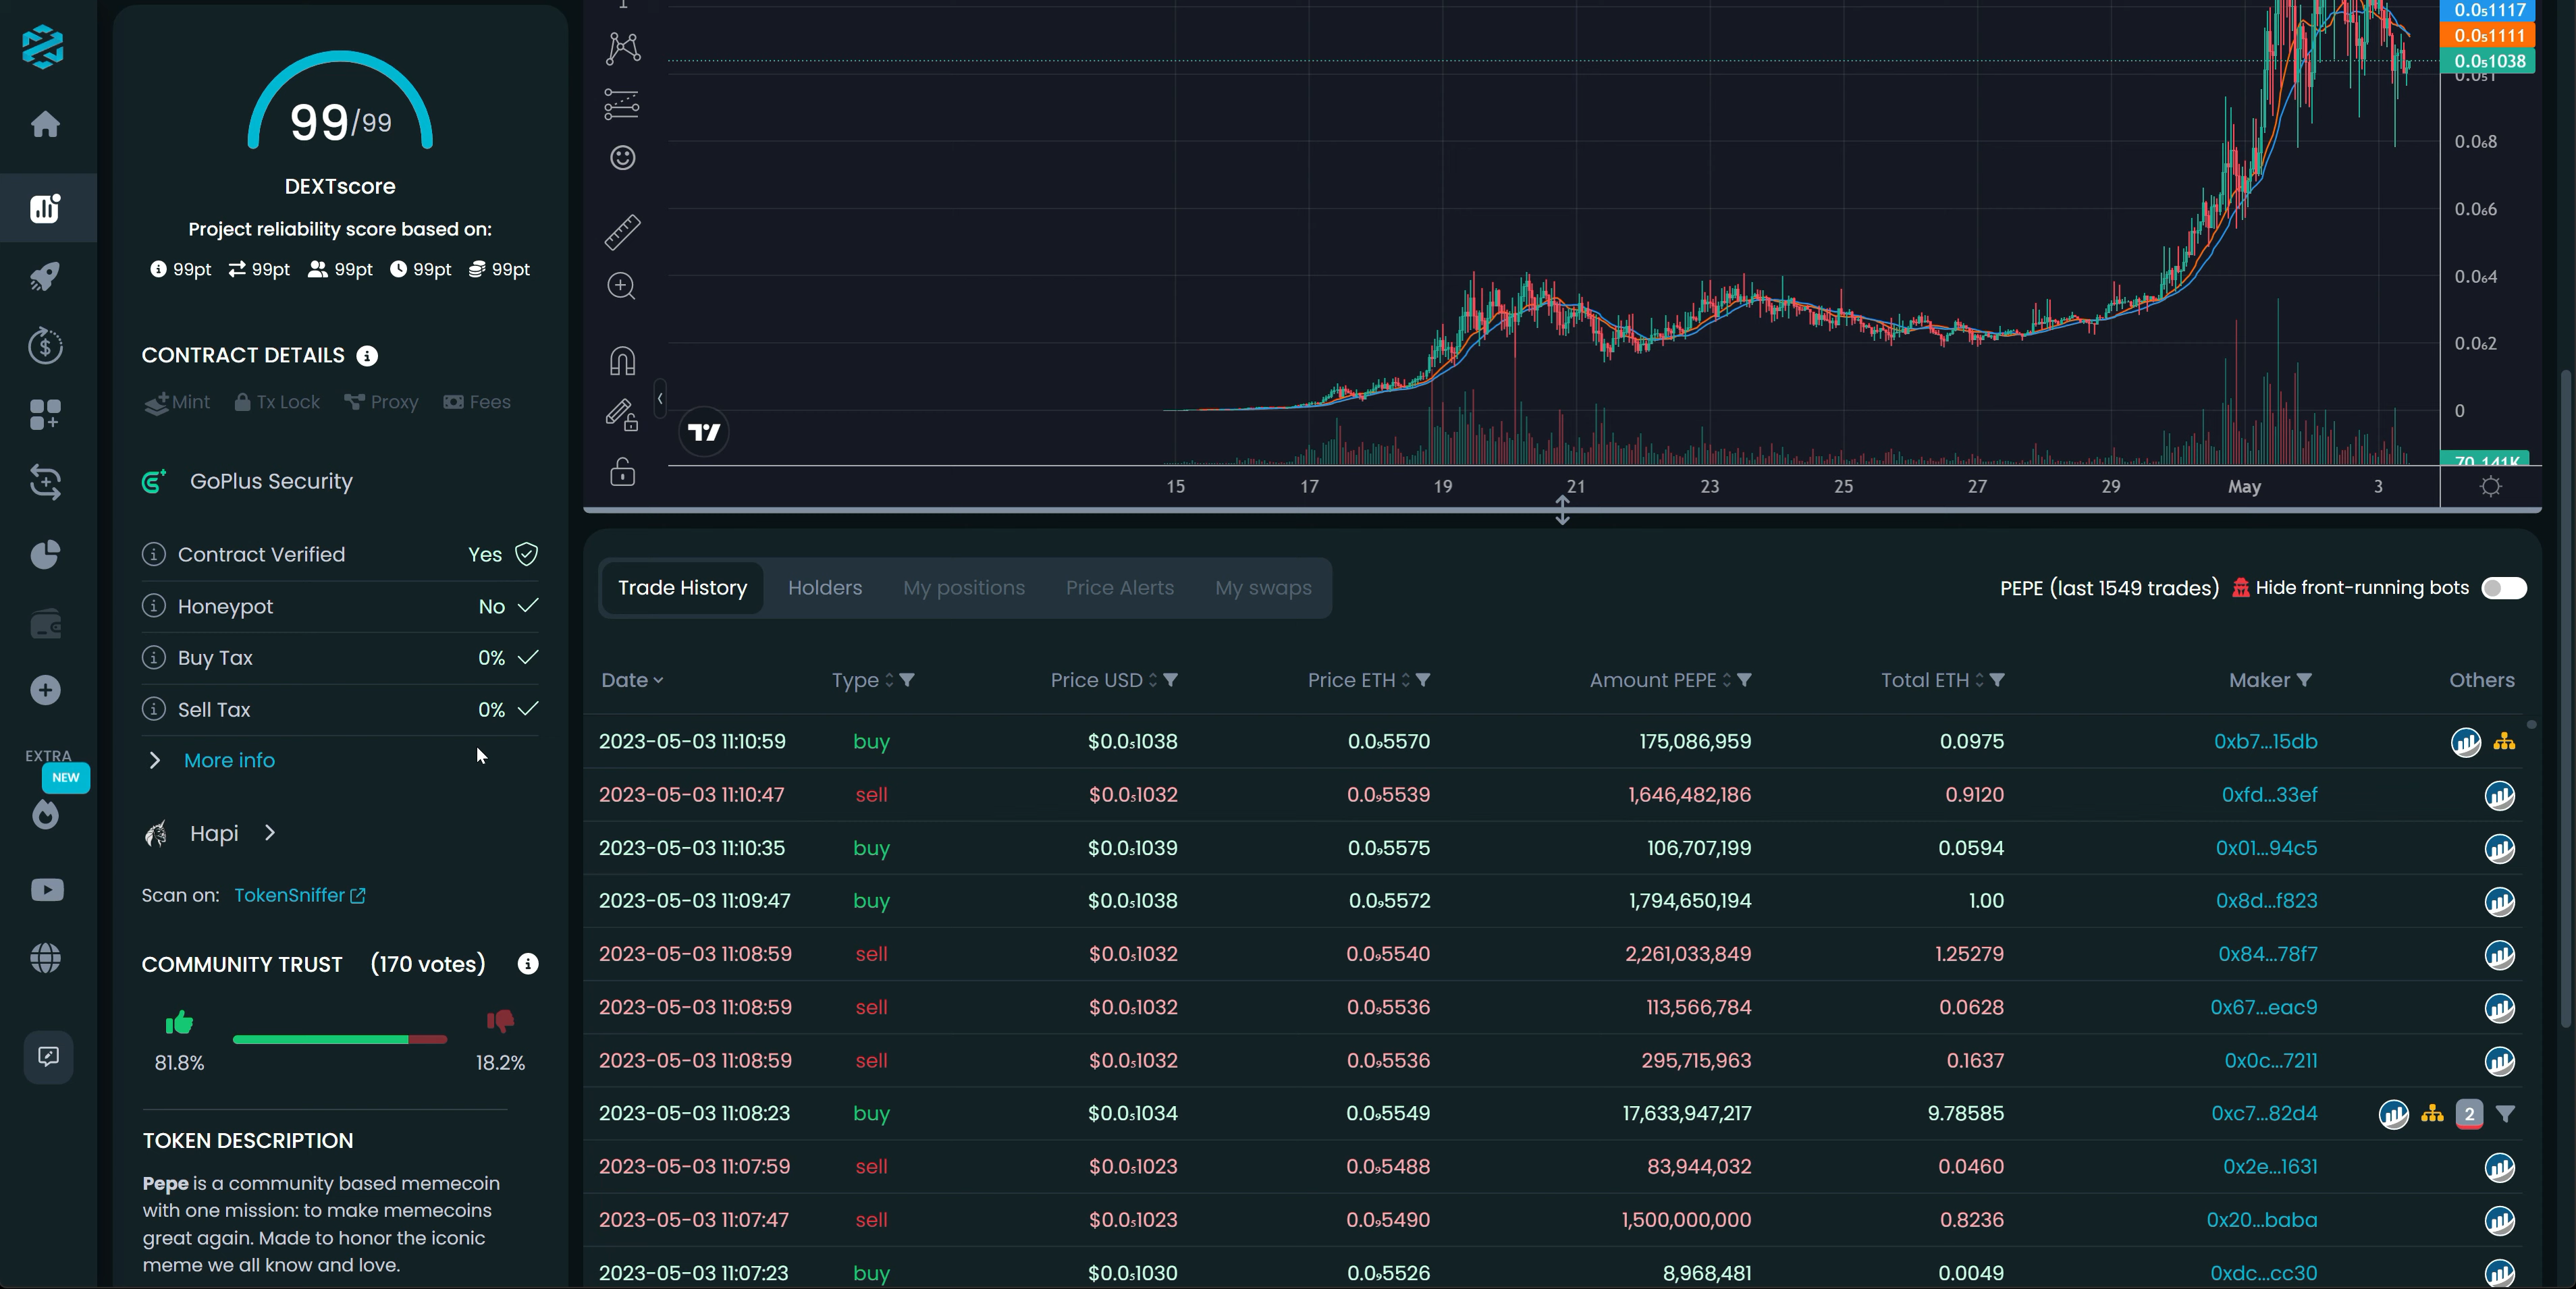 99/99
DEXTscore
Project reliability score based on:
99pt 99pt 99pt 99pt 99pt
CONTRACT DETAILS
Mint Tx Lock Proxy Fees
GoPlus Security
Contract Verified Yes
Honeypot No
Buy Tax 0%
Sell Tax 0%
More info
EXTRA
NEW
Hapi
Scan on: TokenSniffer
COMMUNITY TRUST (170 votes)
81.8% 18.2%
TOKEN DESCRIPTION
Pepe is a community based memecoin
with one mission: to make memecoins
great again. Made to honor the iconic
meme we all know and love.
0.0₅1117
0.0₅1111
0.0₅1038
0.0₅1
0.0₆8
0.0₆6
0.0₆4
0.0₆2
0
70.141K
15 17 19 21 23 25 27 29 May 3
Trade History Holders My positions Price Alerts My swaps
PEPE (last 1549 trades) Hide front-running bots
Date Type Price USD Price ETH Amount PEPE Total ETH Maker Others
2023-05-03 11:10:59 buy $0.0₅1038 0.0₉5570 175,086,959 0.0975 0xb7...15db
2023-05-03 11:10:47 sell $0.0₅1032 0.0₉5539 1,646,482,186 0.9120 0xfd...33ef
2023-05-03 11:10:35 buy $0.0₅1039 0.0₉5575 106,707,199 0.0594 0x01...94c5
2023-05-03 11:09:47 buy $0.0₅1038 0.0₉5572 1,794,650,194 1.00 0x8d...f823
2023-05-03 11:08:59 sell $0.0₅1032 0.0₉5540 2,261,033,849 1.25279 0x84...78f7
2023-05-03 11:08:59 sell $0.0₅1032 0.0₉5536 113,566,784 0.0628 0x67...eac9
2023-05-03 11:08:59 sell $0.0₅1032 0.0₉5536 295,715,963 0.1637 0x0c...7211
2023-05-03 11:08:23 buy $0.0₅1034 0.0₉5549 17,633,947,217 9.78585 0xc7...82d4 2
2023-05-03 11:07:59 sell $0.0₅1023 0.0₉5488 83,944,032 0.0460 0x2e...1631
2023-05-03 11:07:47 sell $0.0₅1023 0.0₉5490 1,500,000,000 0.8236 0x20...baba
2023-05-03 11:07:23 buy $0.0₅1030 0.0₉5526 8,968,481 0.0049 0xdc...cc30